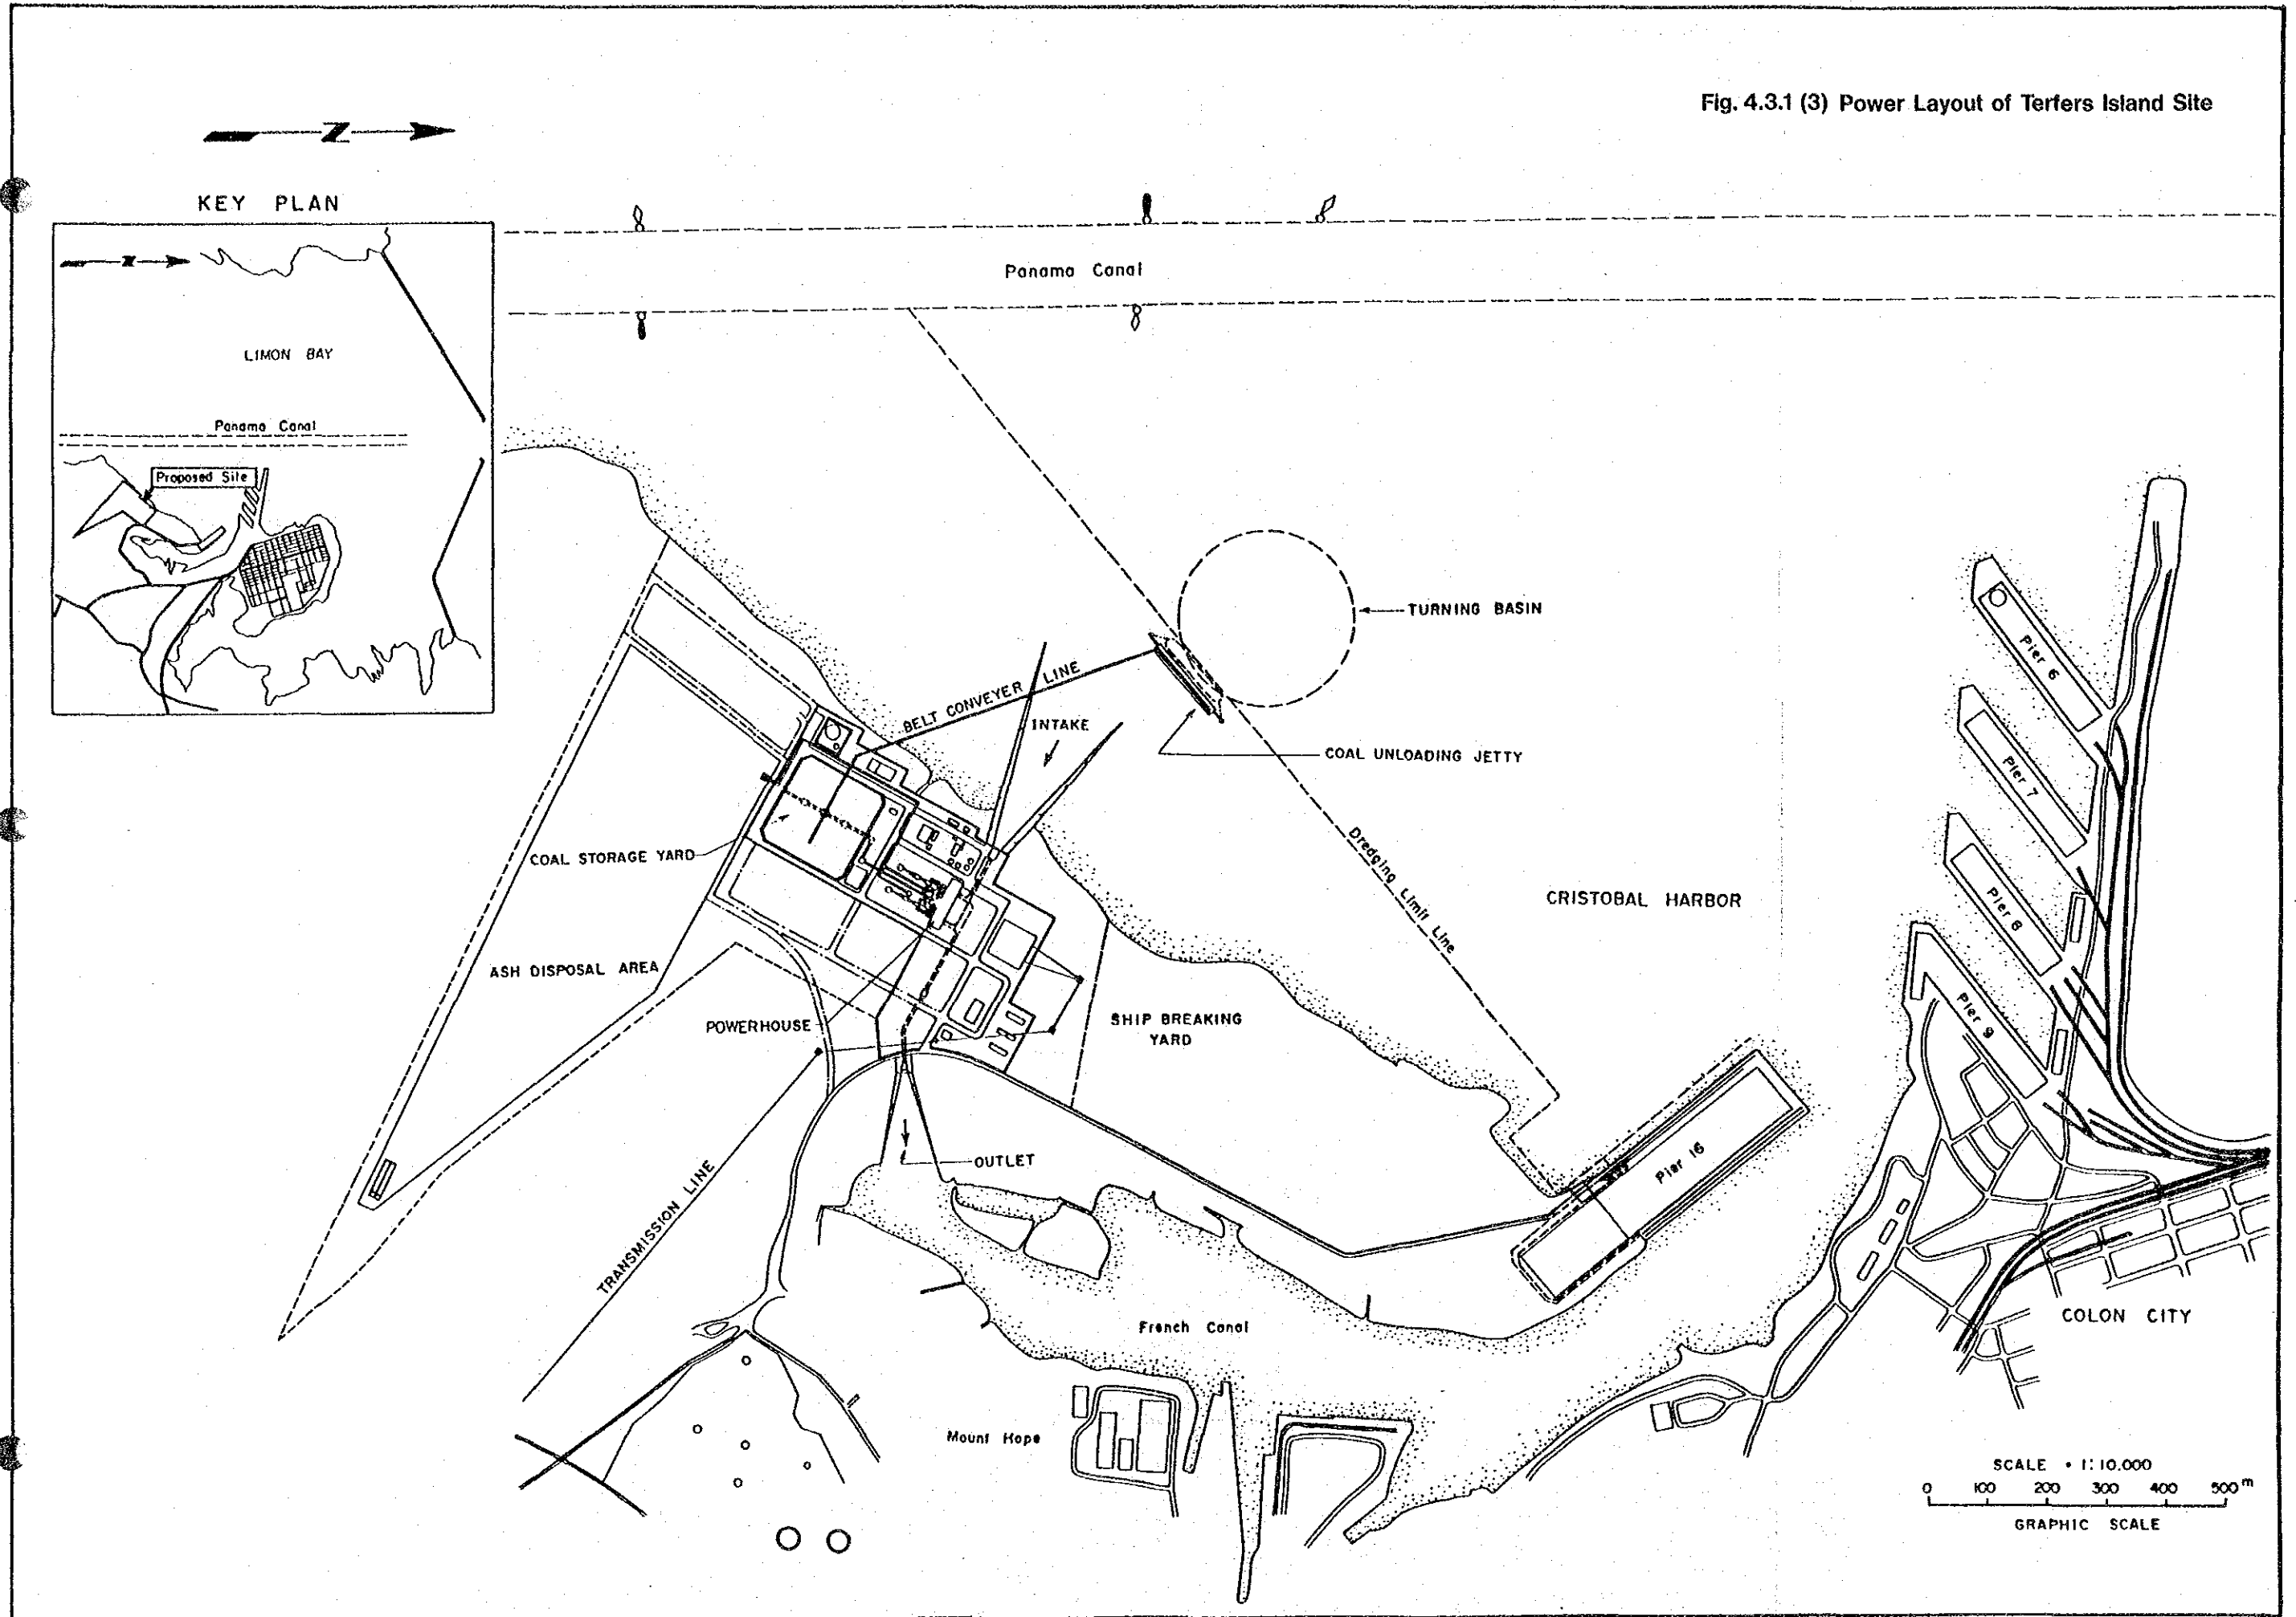 Fig. 4.3.1 (3) Power Layout of Terfers Island Site
Z
KEY PLAN
Z
LIMON BAY
Panama Canal
Proposed Site
Panama Canal
TURNING BASIN
BELT CONVEYER LINE
INTAKE
COAL UNLOADING JETTY
COAL STORAGE YARD
Dredging Limit Line
CRISTOBAL HARBOR
Pier 6
Pier 7
Pier 8
Pier 9
ASH DISPOSAL AREA
POWERHOUSE
SHIP BREAKING
YARD
OUTLET
TRANSMISSION LINE
Pier 16
French Canal
Mount Hope
COLON CITY
SCALE • 1:10.000
0 100 200 300 400 500 m
GRAPHIC SCALE